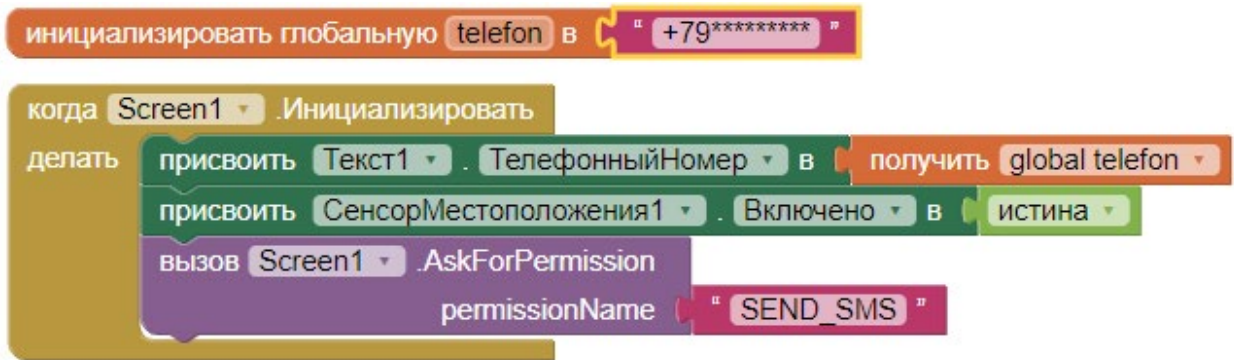 инициализировать глобальную telefon в " +79********* "
когда Screen1 .Инициализировать
делать присвоить Текст1 . ТелефонныйНомер в получить global telefon
присвоить СенсорМестоположения1 . Включено в истина
вызов Screen1 .AskForPermission
permissionName " SEND_SMS "